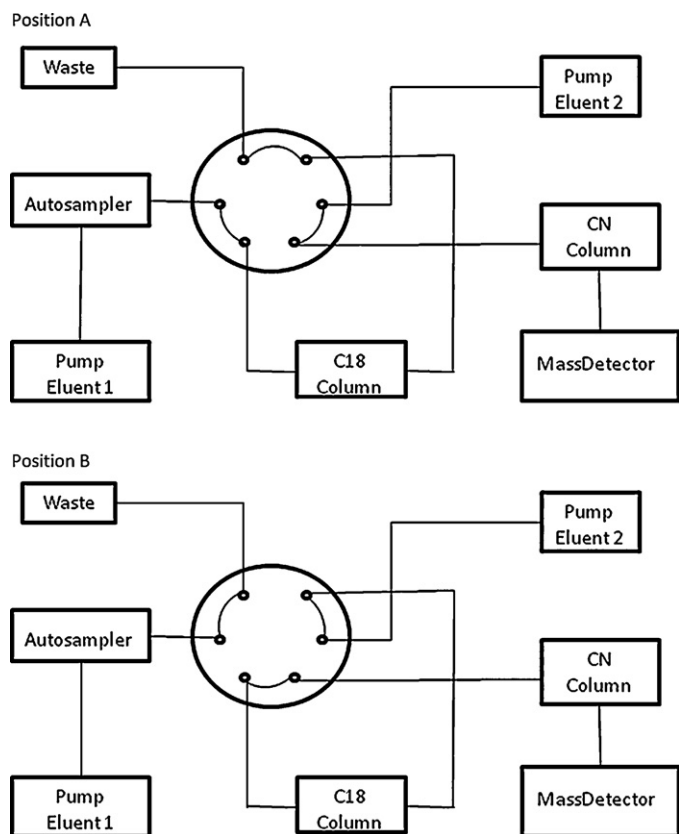 Position A
Waste
Pump
Eluent 2
Autosampler
CN
Column
Pump
Eluent 1
C18
Column
MassDetector
Position B
Waste
Pump
Eluent 2
Autosampler
CN
Column
Pump
Eluent 1
C18
Column
MassDetector